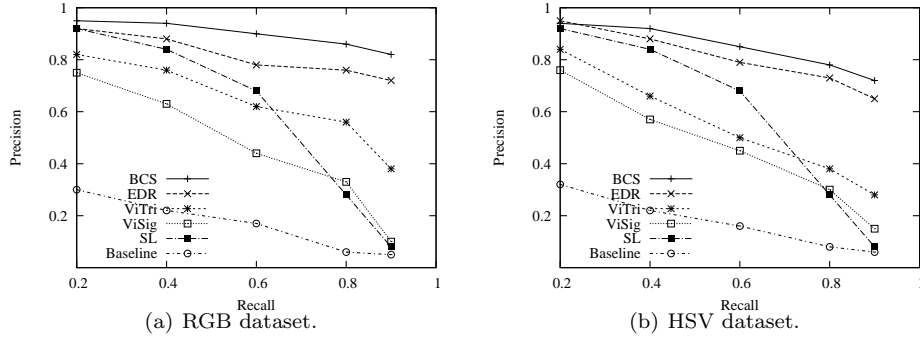 Precision
1
0.8
0.6
0.4
0.2
BCS
EDR
ViTri
ViSig
SL
Baseline
0.2 0.4 0.6 0.8 1
Recall
(a) RGB dataset.
Precision
1
0.8
0.6
0.4
0.2
BCS
EDR
ViTri
ViSig
SL
Baseline
0.2 0.4 0.6 0.8 1
Recall
(b) HSV dataset.